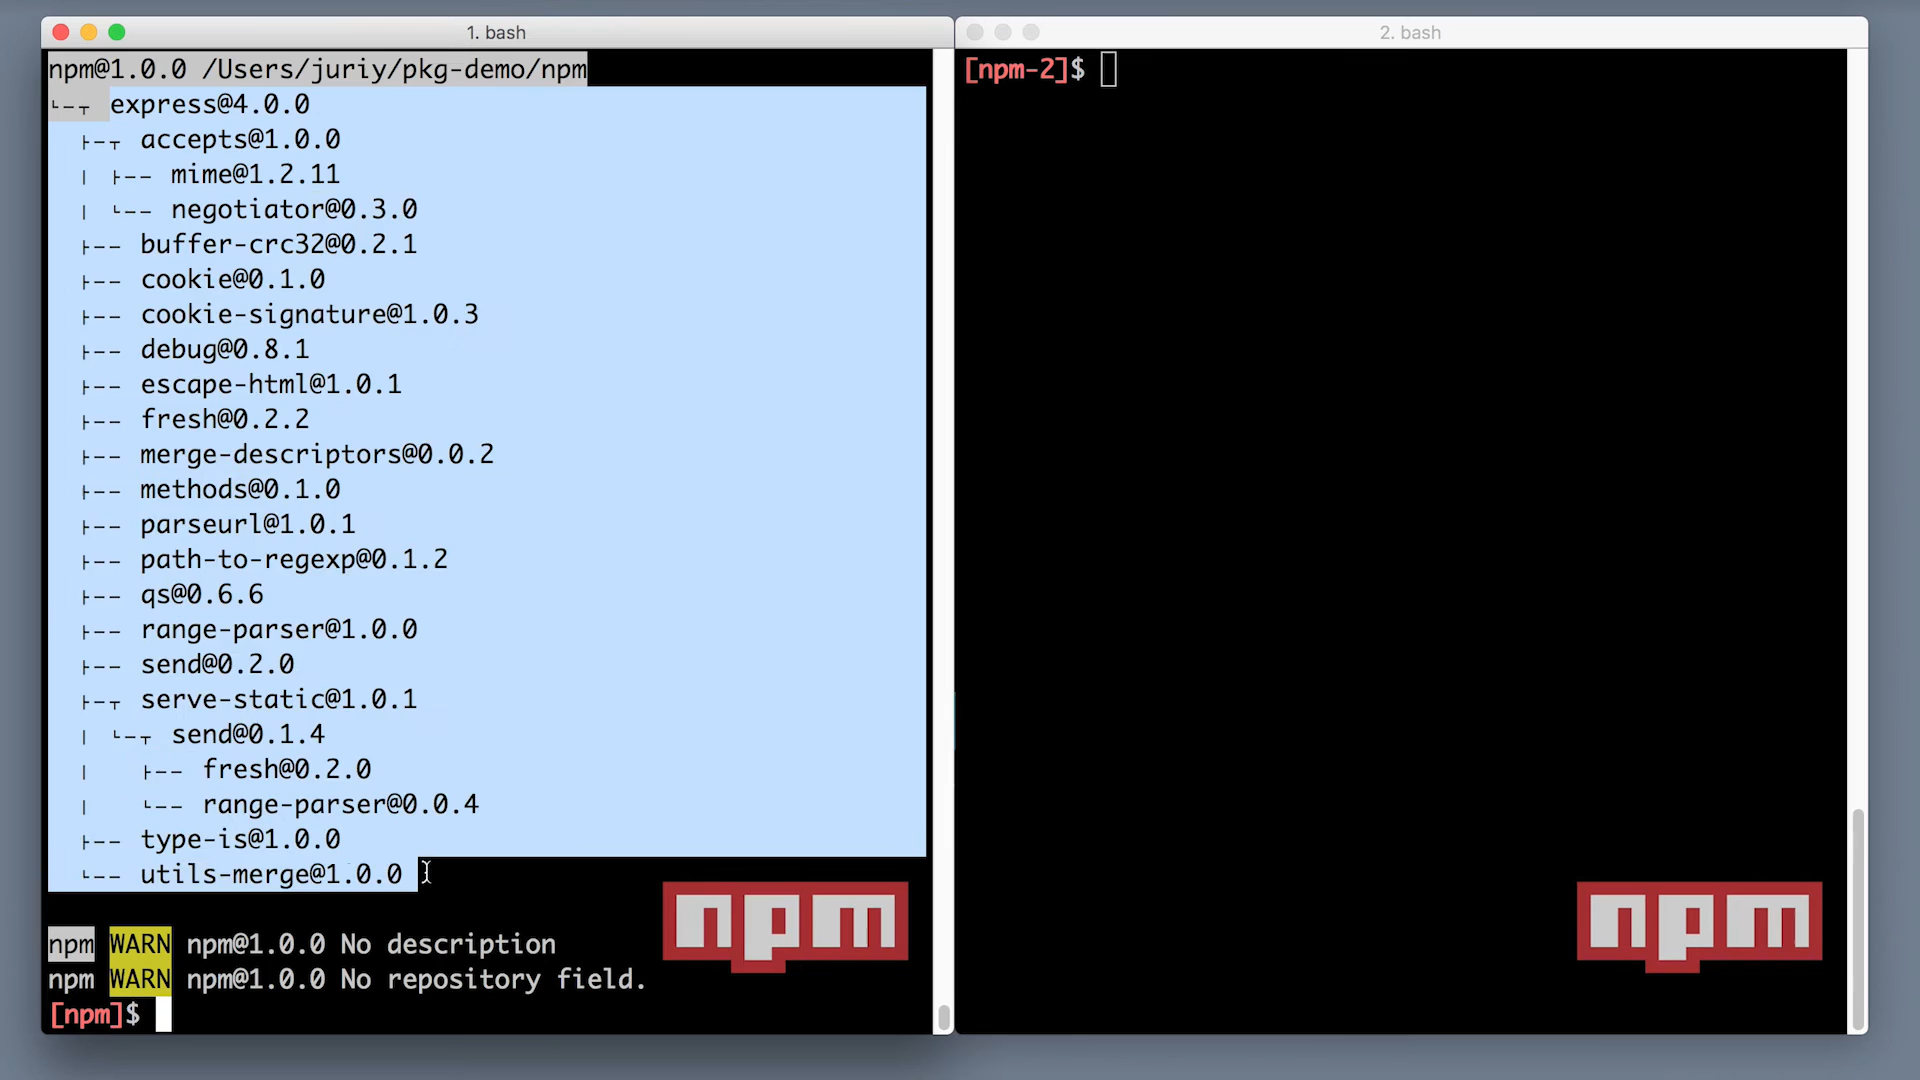 1. bash
npm@1.0.0 /Users/juriy/pkg-demo/npm
└─┬ express@4.0.0
  ├─┬ accepts@1.0.0
  │ ├── mime@1.2.11
  │ └── negotiator@0.3.0
  ├── buffer-crc32@0.2.1
  ├── cookie@0.1.0
  ├── cookie-signature@1.0.3
  ├── debug@0.8.1
  ├── escape-html@1.0.1
  ├── fresh@0.2.2
  ├── merge-descriptors@0.0.2
  ├── methods@0.1.0
  ├── parseurl@1.0.1
  ├── path-to-regexp@0.1.2
  ├── qs@0.6.6
  ├── range-parser@1.0.0
  ├── send@0.2.0
  ├─┬ serve-static@1.0.1
  │ └─┬ send@0.1.4
  │   ├── fresh@0.2.0
  │   └── range-parser@0.0.4
  ├── type-is@1.0.0
  └── utils-merge@1.0.0
npm WARN npm@1.0.0 No description
npm WARN npm@1.0.0 No repository field.
[npm]$
npm
2. bash
[npm-2]$
npm